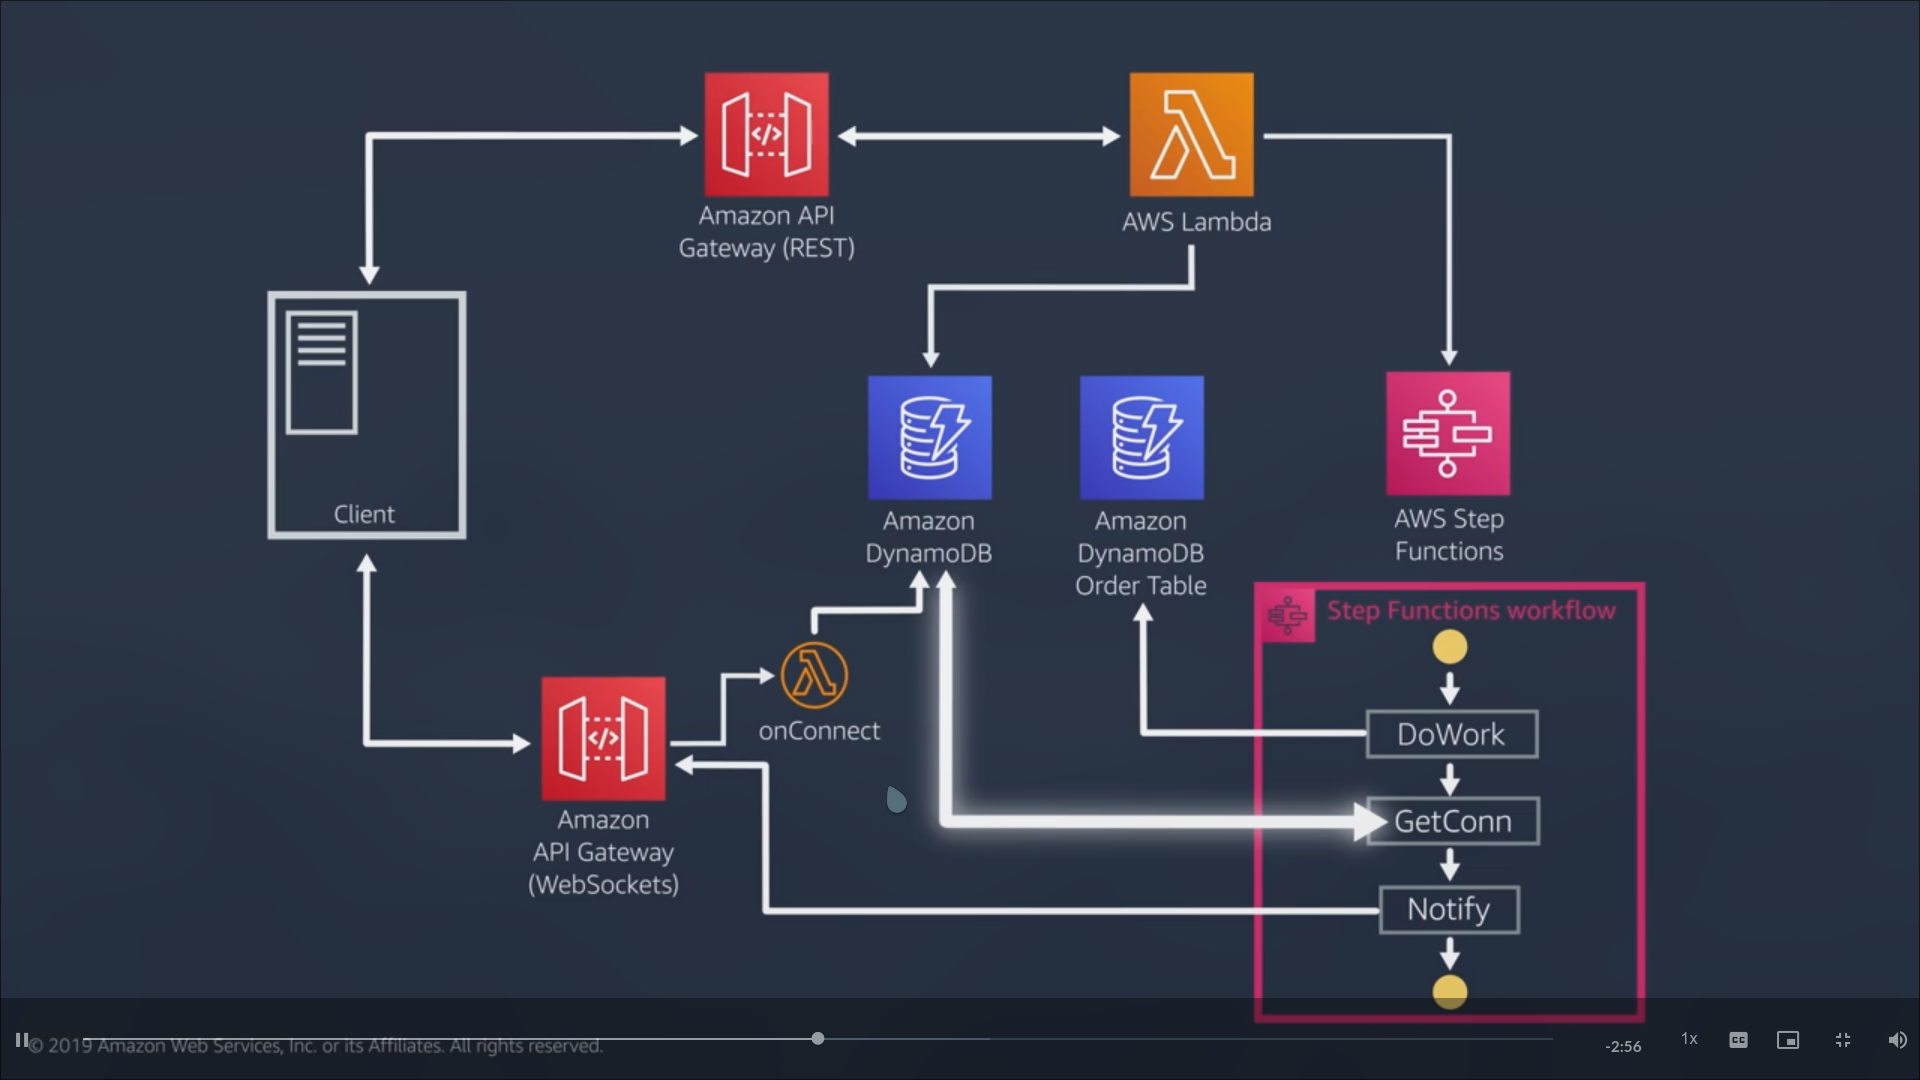 Amazon API
Gateway (REST)
AWS Lambda
Client
Amazon
DynamoDB
Amazon
DynamoDB
Order Table
AWS Step
Functions
Step Functions workflow
DoWork
GetConn
Notify
onConnect
Amazon
API Gateway
(WebSockets)
© 2019 Amazon Web Services, Inc. or its Affiliates. All rights reserved.
-2:56
1x
CC